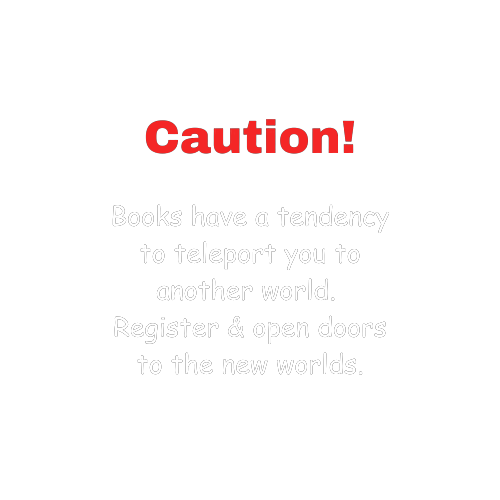 Caution!
Books have a tendency
to teleport you to
another world.
Register & open doors
to the new worlds.